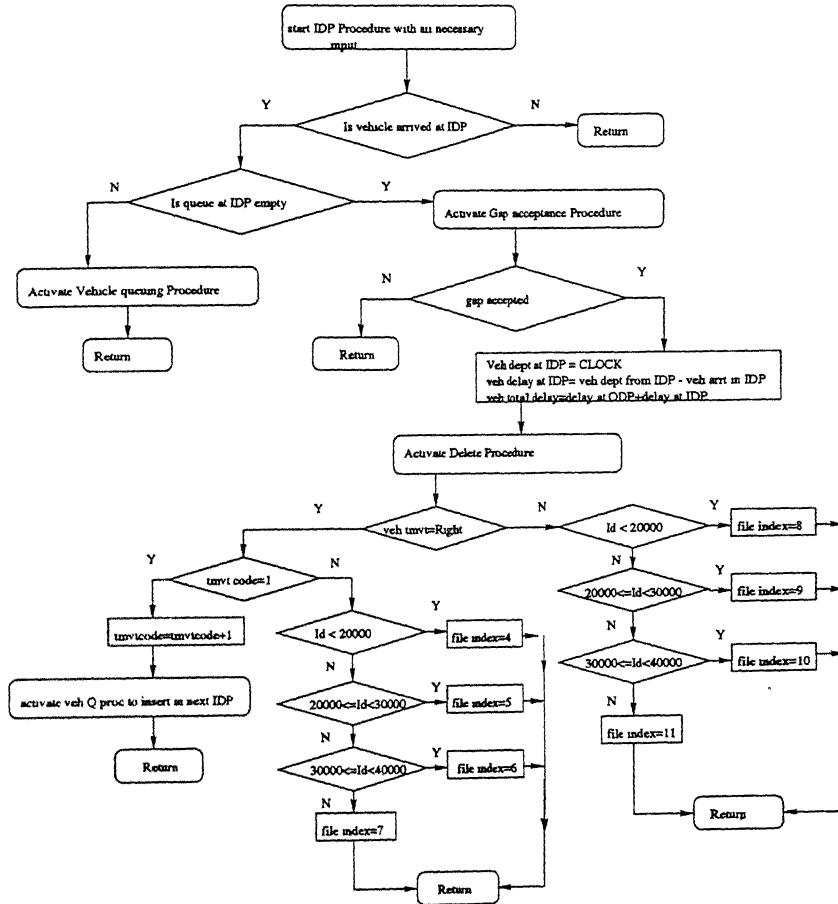 start IDP Procedure with all necessary
input
Y
N
Is vehicle arrived at IDP
Return
N
Y
Is queue at IDP empty
Activate Gap acceptance Procedure
N
Y
Activate Vehicle queuing Procedure
gap accepted
Return
Return
Veh dept at IDP = CLOCK
veh delay at IDP= veh dept from IDP - veh arrt in IDP
veh total delay=delay at ODP+delay at IDP
Activate Delete Procedure
Y
N
Y
veh tmvt=Right
Id < 20000
file index=8
Y
N
N
Y
tmvt code=1
20000<=Id<30000
file index=9
tmvtcode=tmvtcode+1
Y
N
Y
Id < 20000
file index=4
30000<=Id<40000
file index=10
N
activate veh Q proc to insert in next IDP
Y
N
20000<=Id<30000
file index=5
file index=11
N
Y
Return
30000<=Id<40000
file index=6
N
file index=7
Return
Return